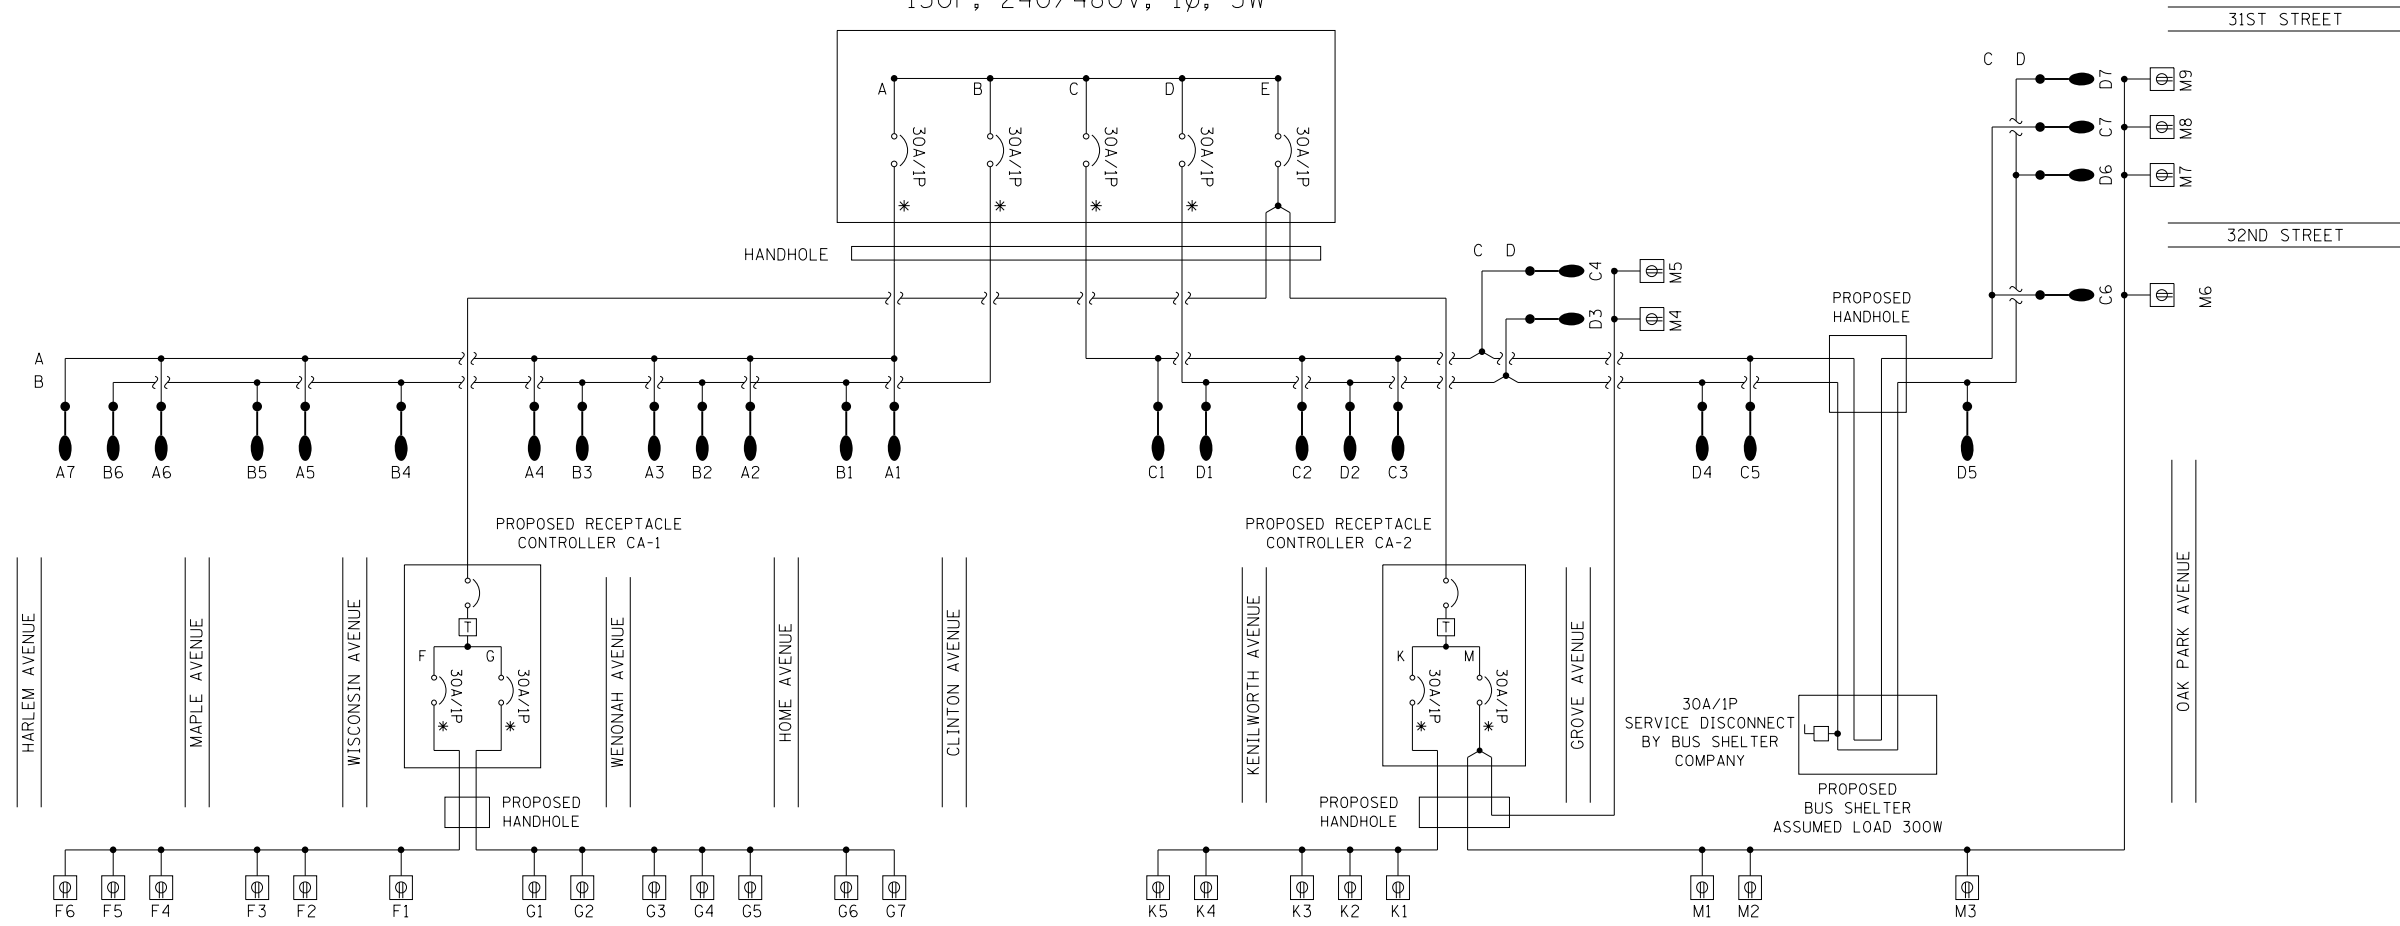 150F, 240/480V, 1Ø, 3W
31ST STREET
A B C D E
30A/1P 30A/1P 30A/1P 30A/1P 30A/1P
* * * *
C D
D7 M9
C7 M8
D6 M7
32ND STREET
HANDHOLE
C D
C4 M5
D3 M4
C6 M6
PROPOSED
HANDHOLE
A
B
A7 B6 A6 B5 A5 B4 A4 B3 A3 B2 A2 B1 A1 C1 D1 C2 D2 C3 D4 C5 D5
PROPOSED RECEPTACLE
CONTROLLER CA-1
PROPOSED RECEPTACLE
CONTROLLER CA-2
HARLEM AVENUE
MAPLE AVENUE
WISCONSIN AVENUE
T
F G
30A/1P 30A/1P
* *
WENONAH AVENUE
HOME AVENUE
CLINTON AVENUE
KENILWORTH AVENUE
T
K M
30A/1P 30A/1P
* *
GROVE AVENUE
30A/1P
SERVICE DISCONNECT
BY BUS SHELTER
COMPANY
OAK PARK AVENUE
PROPOSED
HANDHOLE
PROPOSED
HANDHOLE
PROPOSED
BUS SHELTER
ASSUMED LOAD 300W
F6 F5 F4 F3 F2 F1 G1 G2 G3 G4 G5 G6 G7 K5 K4 K3 K2 K1 M1 M2 M3